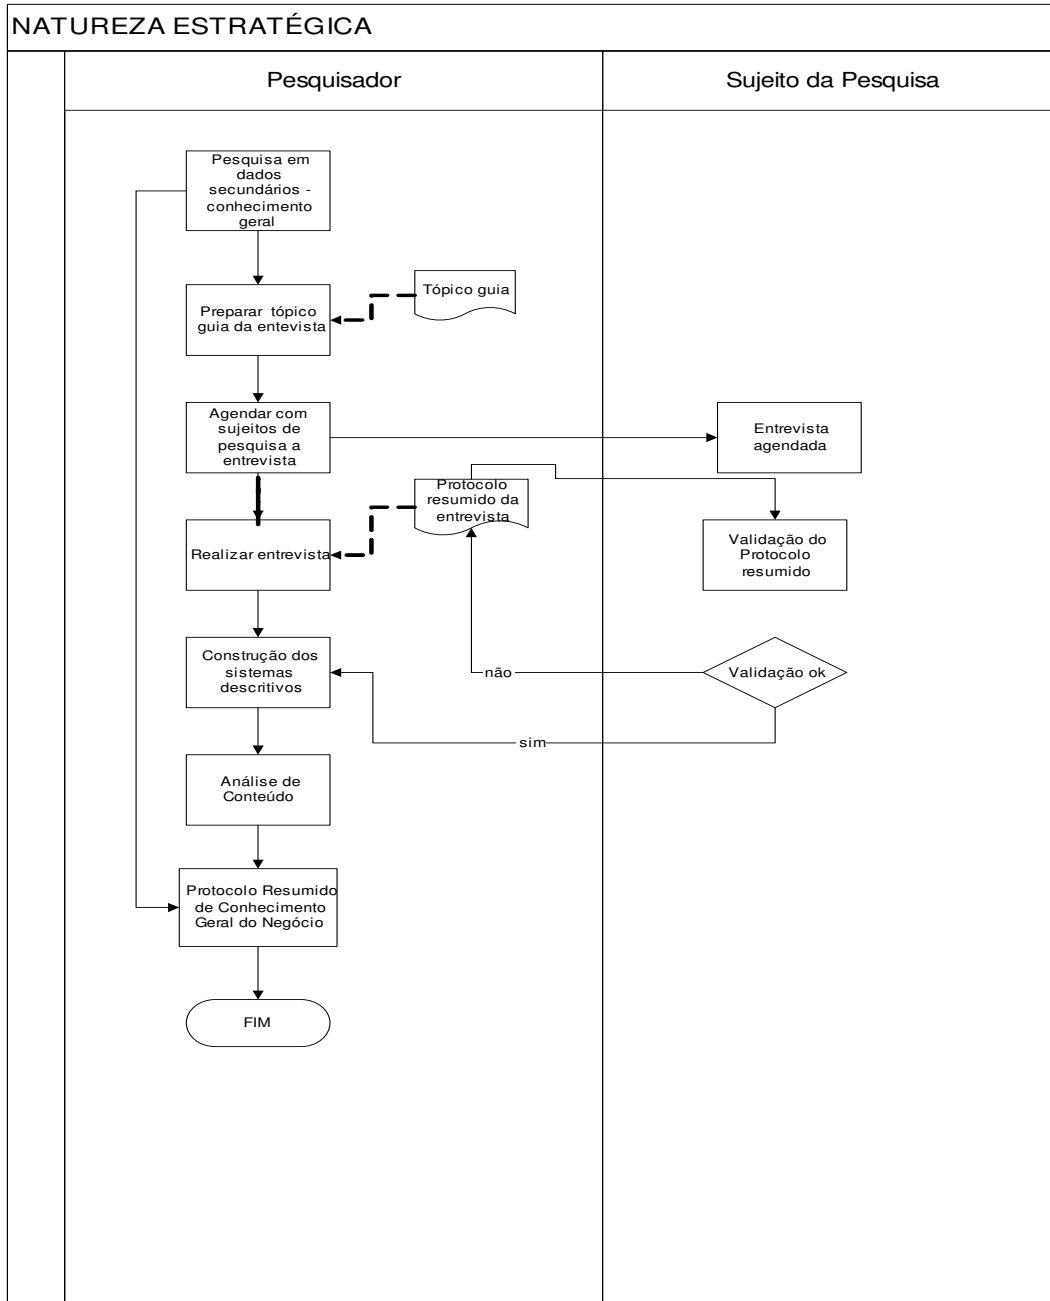 NATUREZA ESTRATÉGICA
Pesquisador
Sujeito da Pesquisa
Pesquisa em
dados
secundários -
conhecimento
geral
Tópico guia
Preparar tópico
guia da entevista
Agendar com
sujeitos de
pesquisa a
entrevista
Entrevista
agendada
Protocolo
resumido da
entrevista
Realizar entrevista
Validação do
Protocolo
resumido
Construção dos
sistemas
descritivos
não
Validação ok
sim
Análise de
Conteúdo
Protocolo Resumido
de Conhecimento
Geral do Negócio
FIM